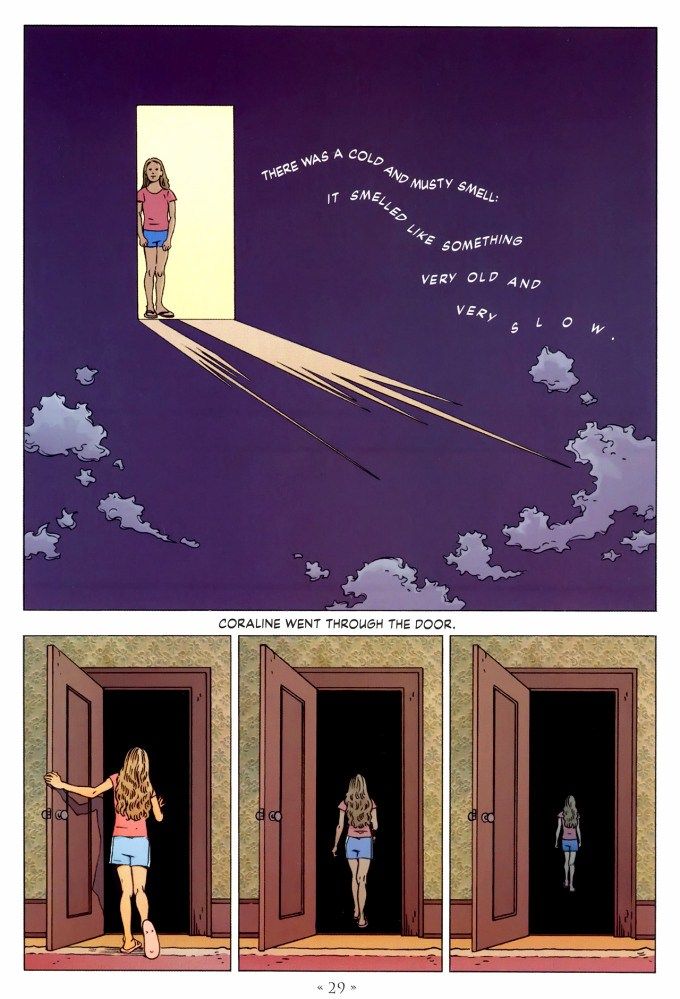 THERE WAS A COLD AND MUSTY SMELL:
IT SMELLED LIKE SOMETHING
VERY OLD AND
VERY S L O W.
CORALINE WENT THROUGH THE DOOR.
« 29 »